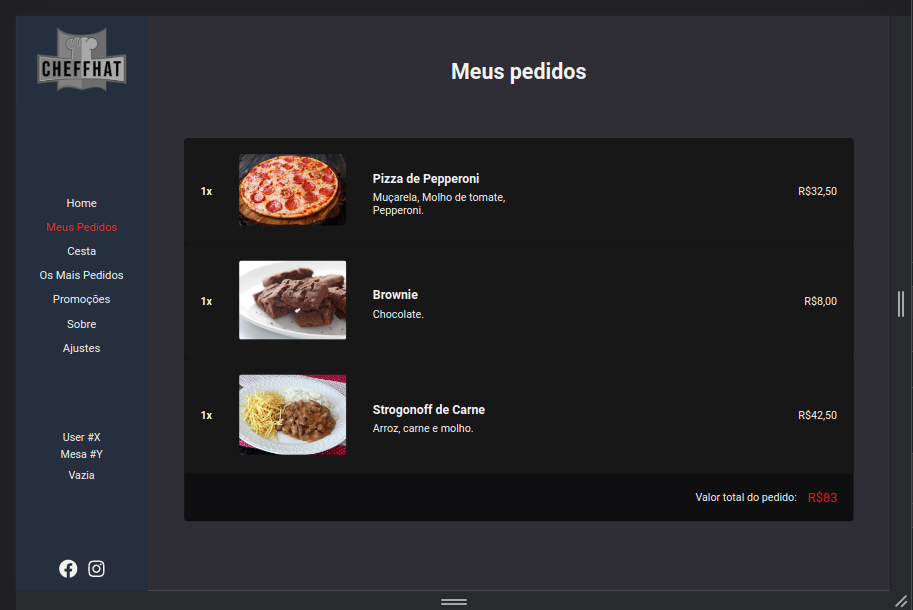 CHEFFHAT
Home
Meus Pedidos
Cesta
Os Mais Pedidos
Promoções
Sobre
Ajustes
User #X
Mesa #Y
Vazia
Meus pedidos
1x
Pizza de Pepperoni
Muçarela, Molho de tomate,
Pepperoni.
R$32,50
1x
Brownie
Chocolate.
R$8,00
1x
Strogonoff de Carne
Arroz, carne e molho.
R$42,50
Valor total do pedido: R$83